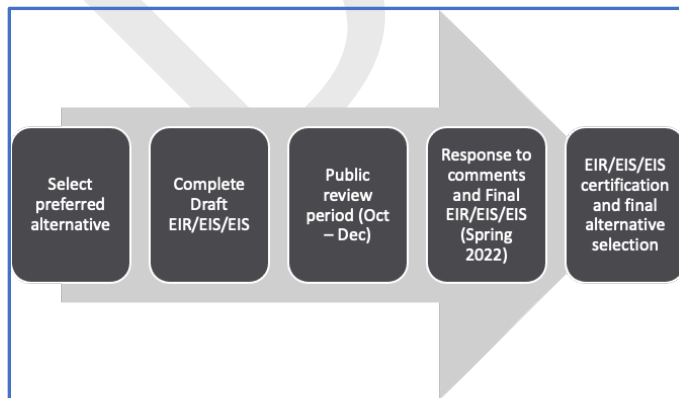 Select
preferred
alternative
Complete
Draft
EIR/EIS/EIS
Public
review
period (Oct
– Dec)
Response to
comments
and Final
EIR/EIS/EIS
(Spring
2022)
EIR/EIS/EIS
certification
and final
alternative
selection